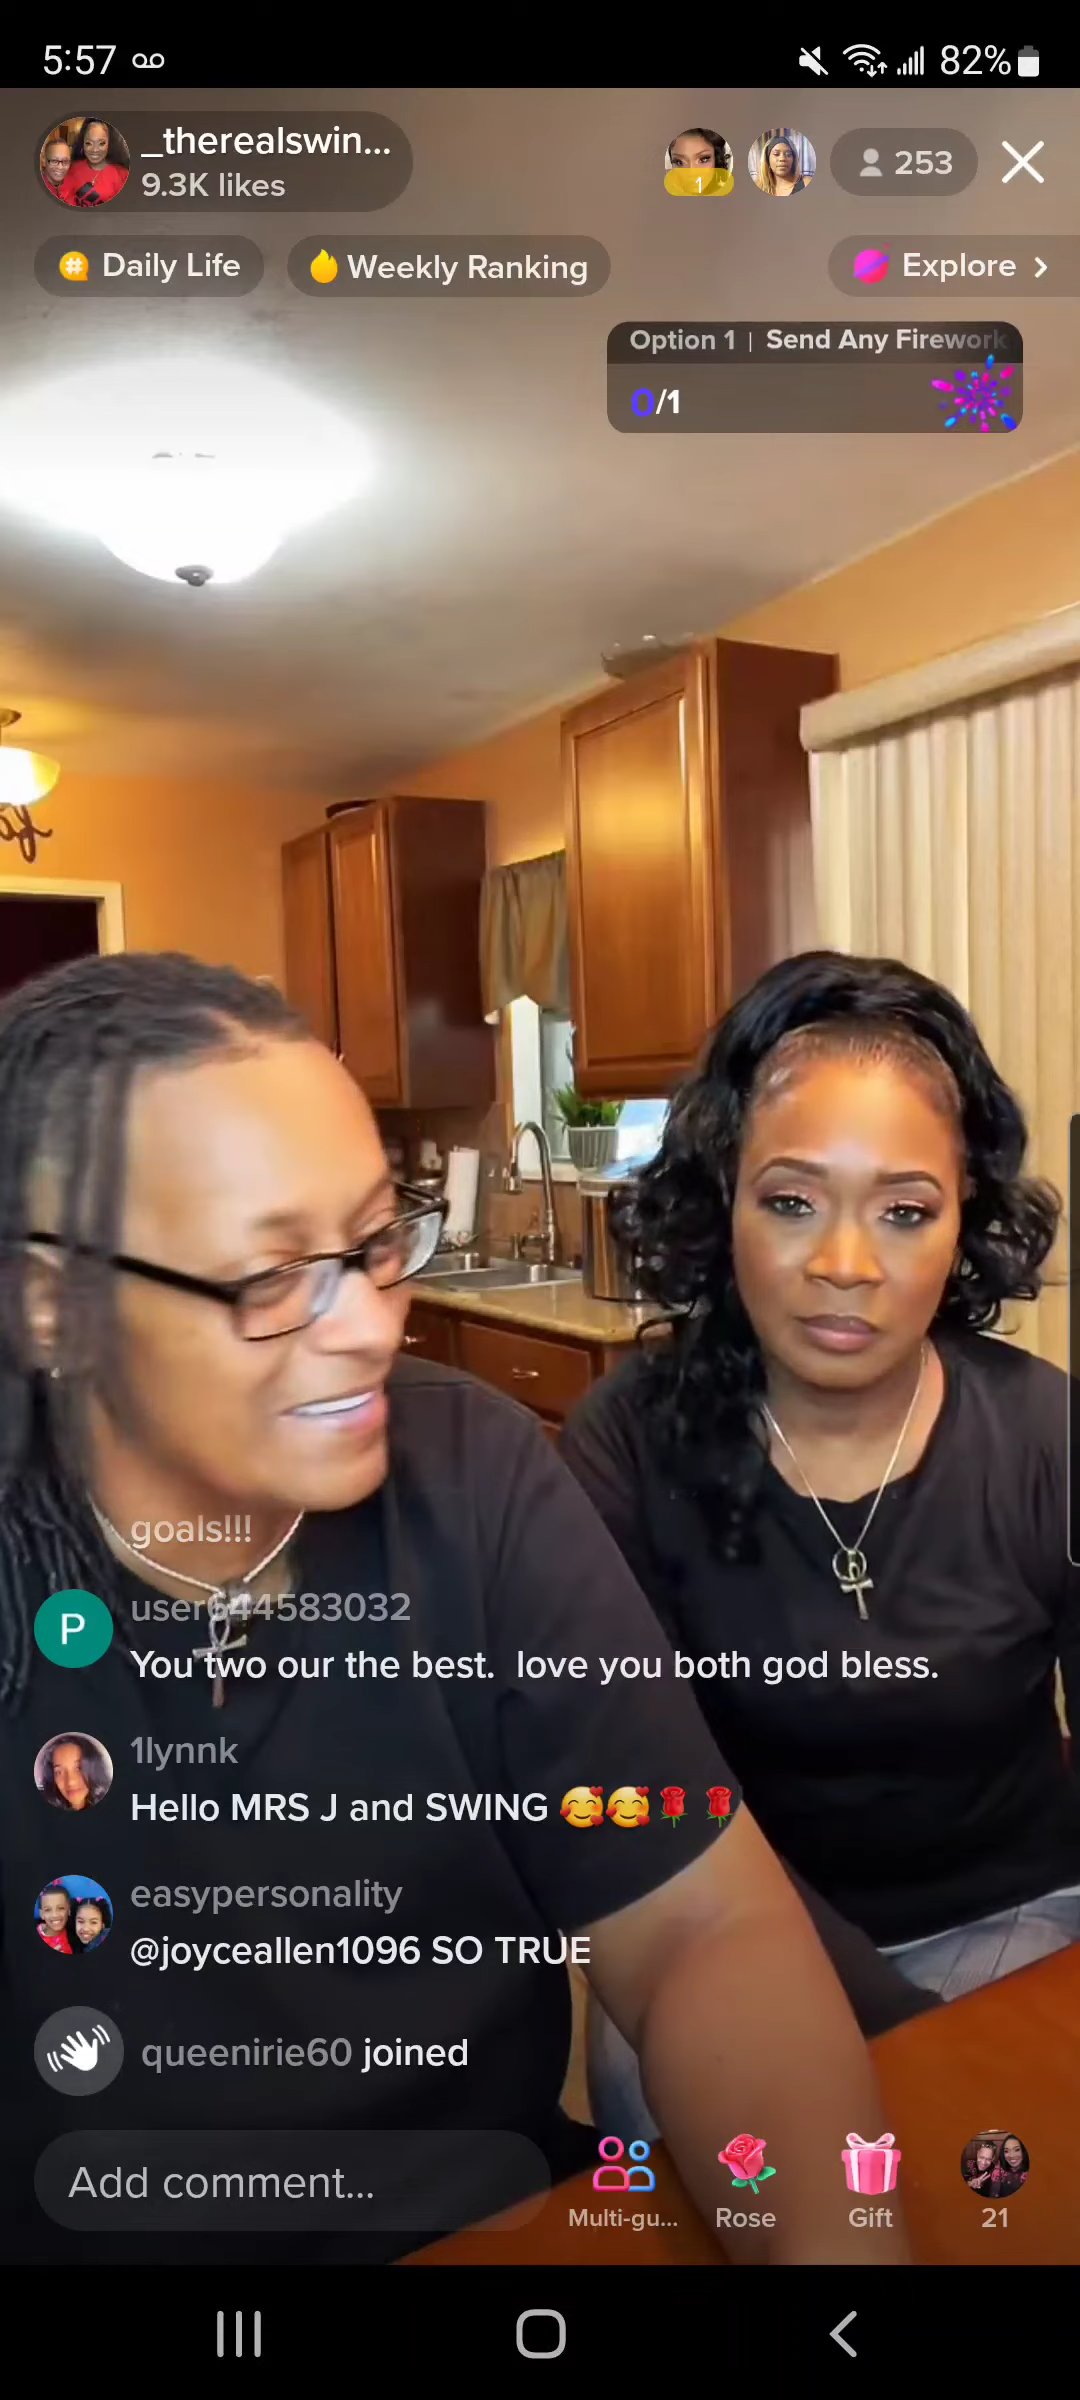 5:57
82%
_therealswin...
9.3K likes
1
253
Daily Life
Weekly Ranking
Explore >
Option 1 | Send Any Firework
0/1
goals!!!
P
user644583032
You two our the best. love you both god bless.
1lynnk
Hello MRS J and SWING 🥰🥰🌹🌹
easypersonality
@joyceallen1096 SO TRUE
queenirie60 joined
Add comment...
Multi-gu...
Rose
Gift
21